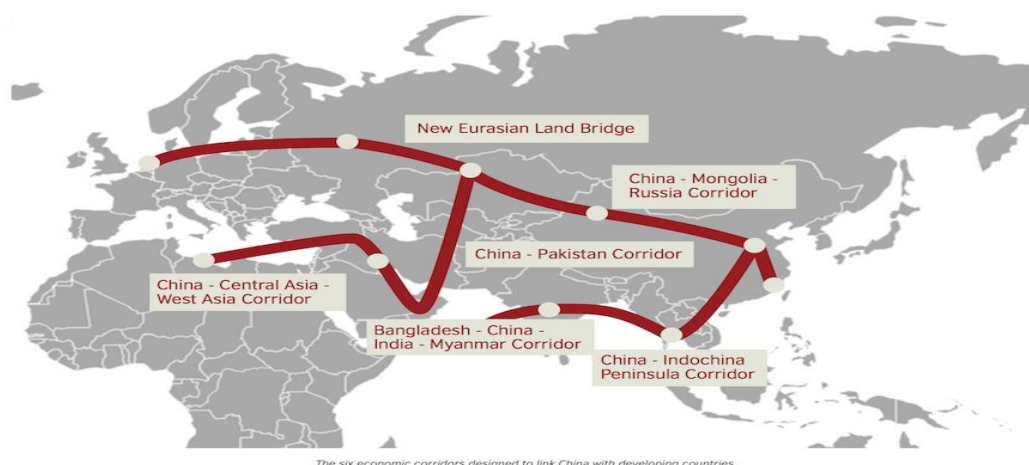 New Eurasian Land Bridge
China - Mongolia -
Russia Corridor
China - Pakistan Corridor
China - Central Asia -
West Asia Corridor
Bangladesh - China -
India - Myanmar Corridor
China - Indochina
Peninsula Corridor
The six economic corridors designed to link China with developing countries